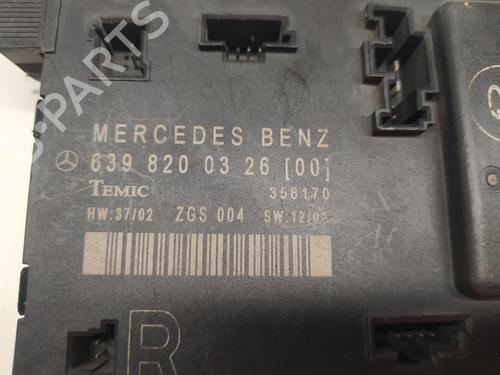 MERCEDES BENZ
639 820 03 26 [00]
TEMIC 356170
HW:37/02 ZGS 004 SW:12/02
R
B-PARTS